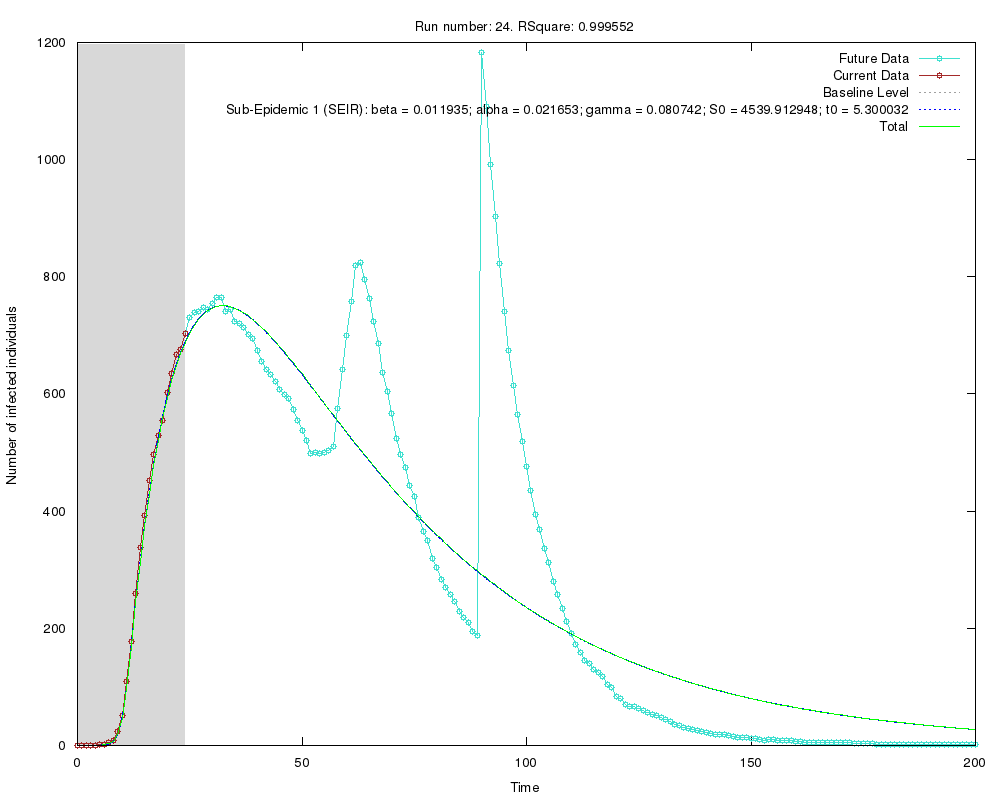 Run number: 24. RSquare: 0.999552
Future Data
Current Data
Baseline Level
Sub-Epidemic 1 (SEIR): beta = 0.011935; alpha = 0.021653; gamma = 0.080742; S0 = 4539.912948; t0 = 5.300032
Total
Number of infected individuals
1200
1000
800
600
400
200
0
0 50 100 150 200
Time